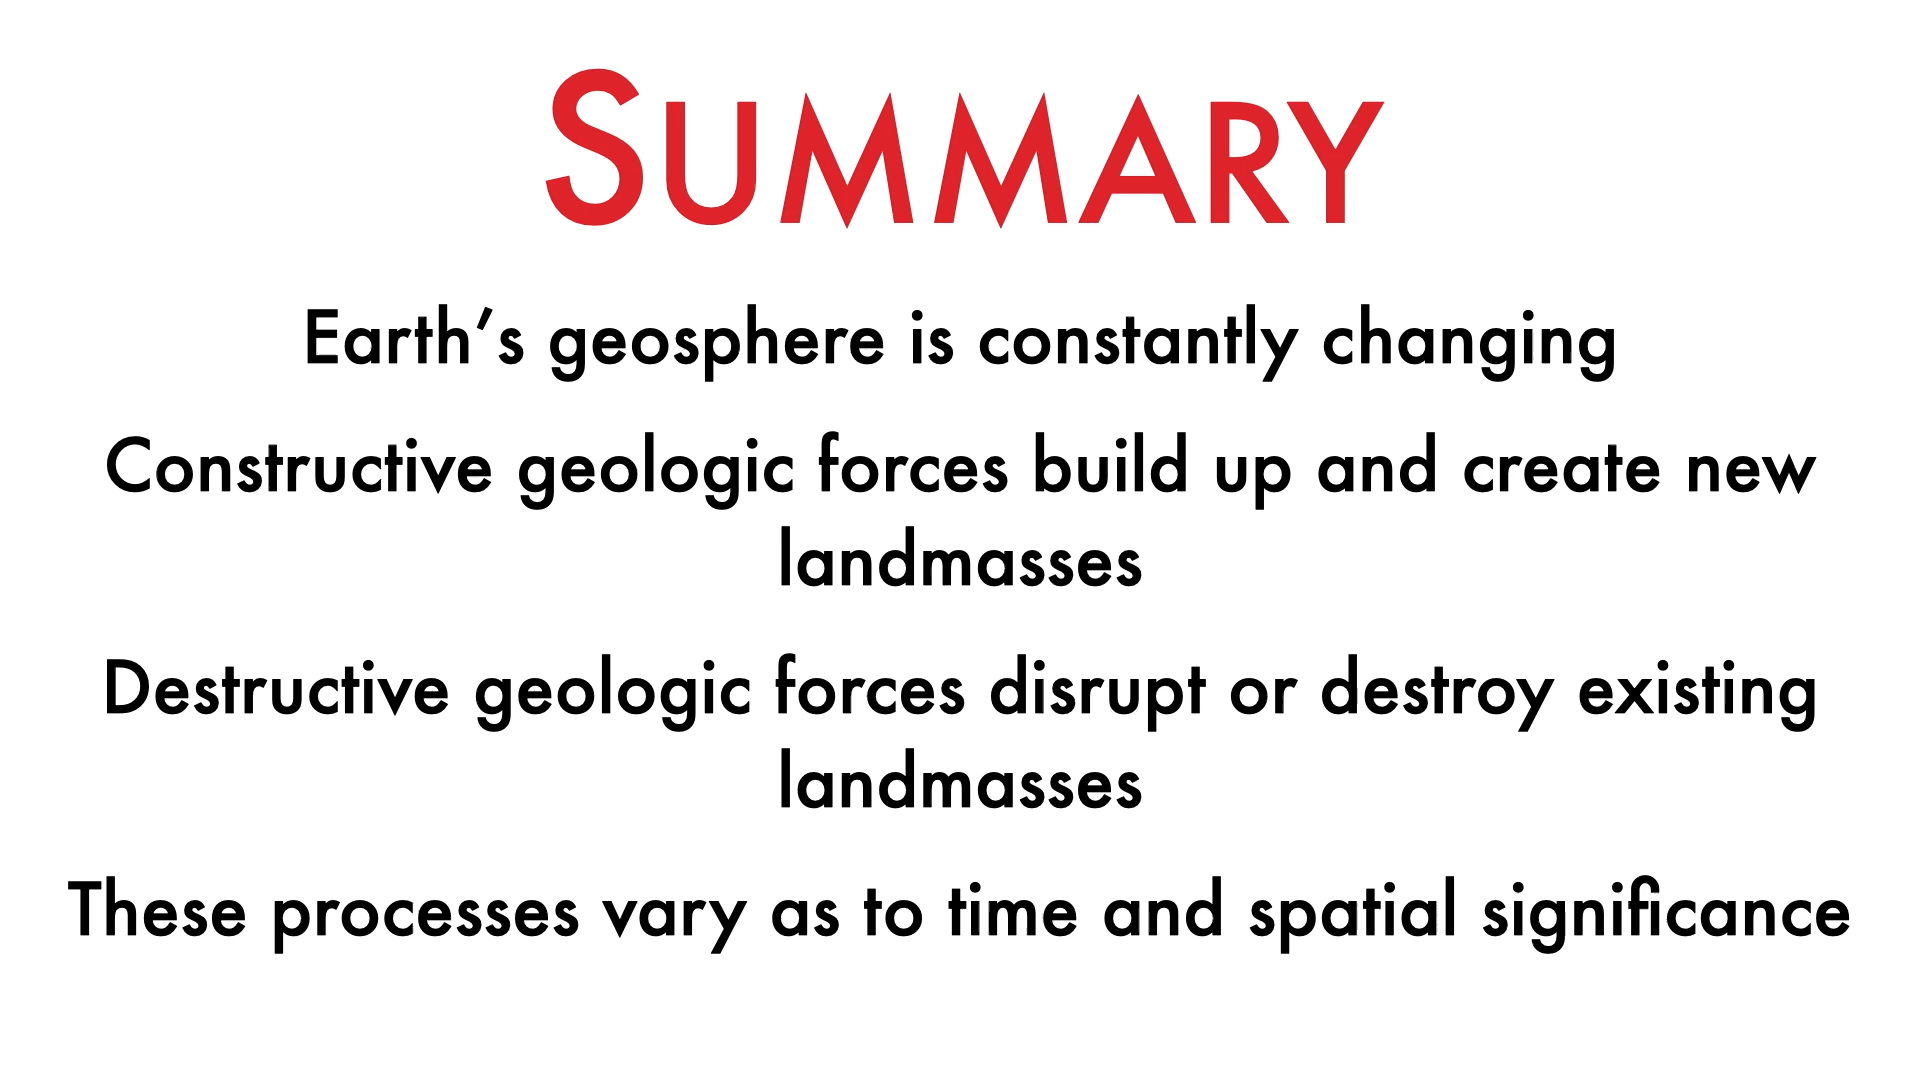 SUMMARY
Earth’s geosphere is constantly changing
Constructive geologic forces build up and create new
landmasses
Destructive geologic forces disrupt or destroy existing
landmasses
These processes vary as to time and spatial significance